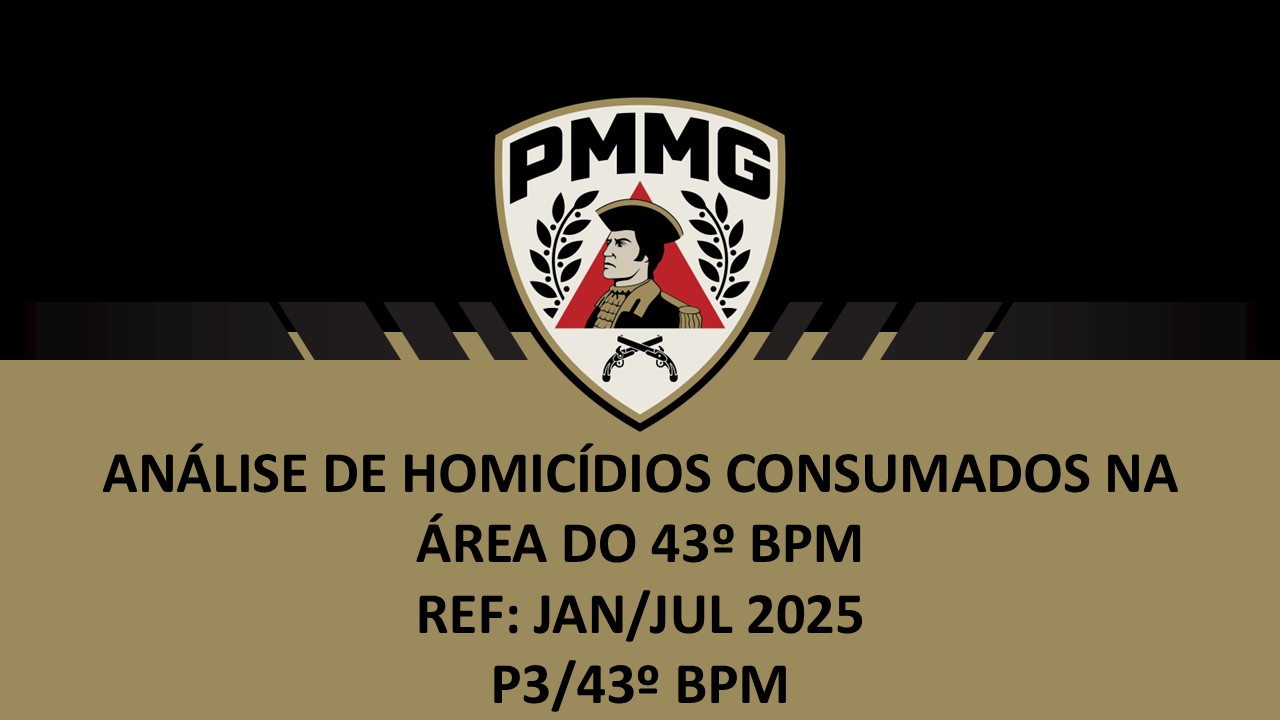 PMMG
ANÁLISE DE HOMICÍDIOS CONSUMADOS NA
ÁREA DO 43º BPM
REF: JAN/JUL 2025
P3/43º BPM